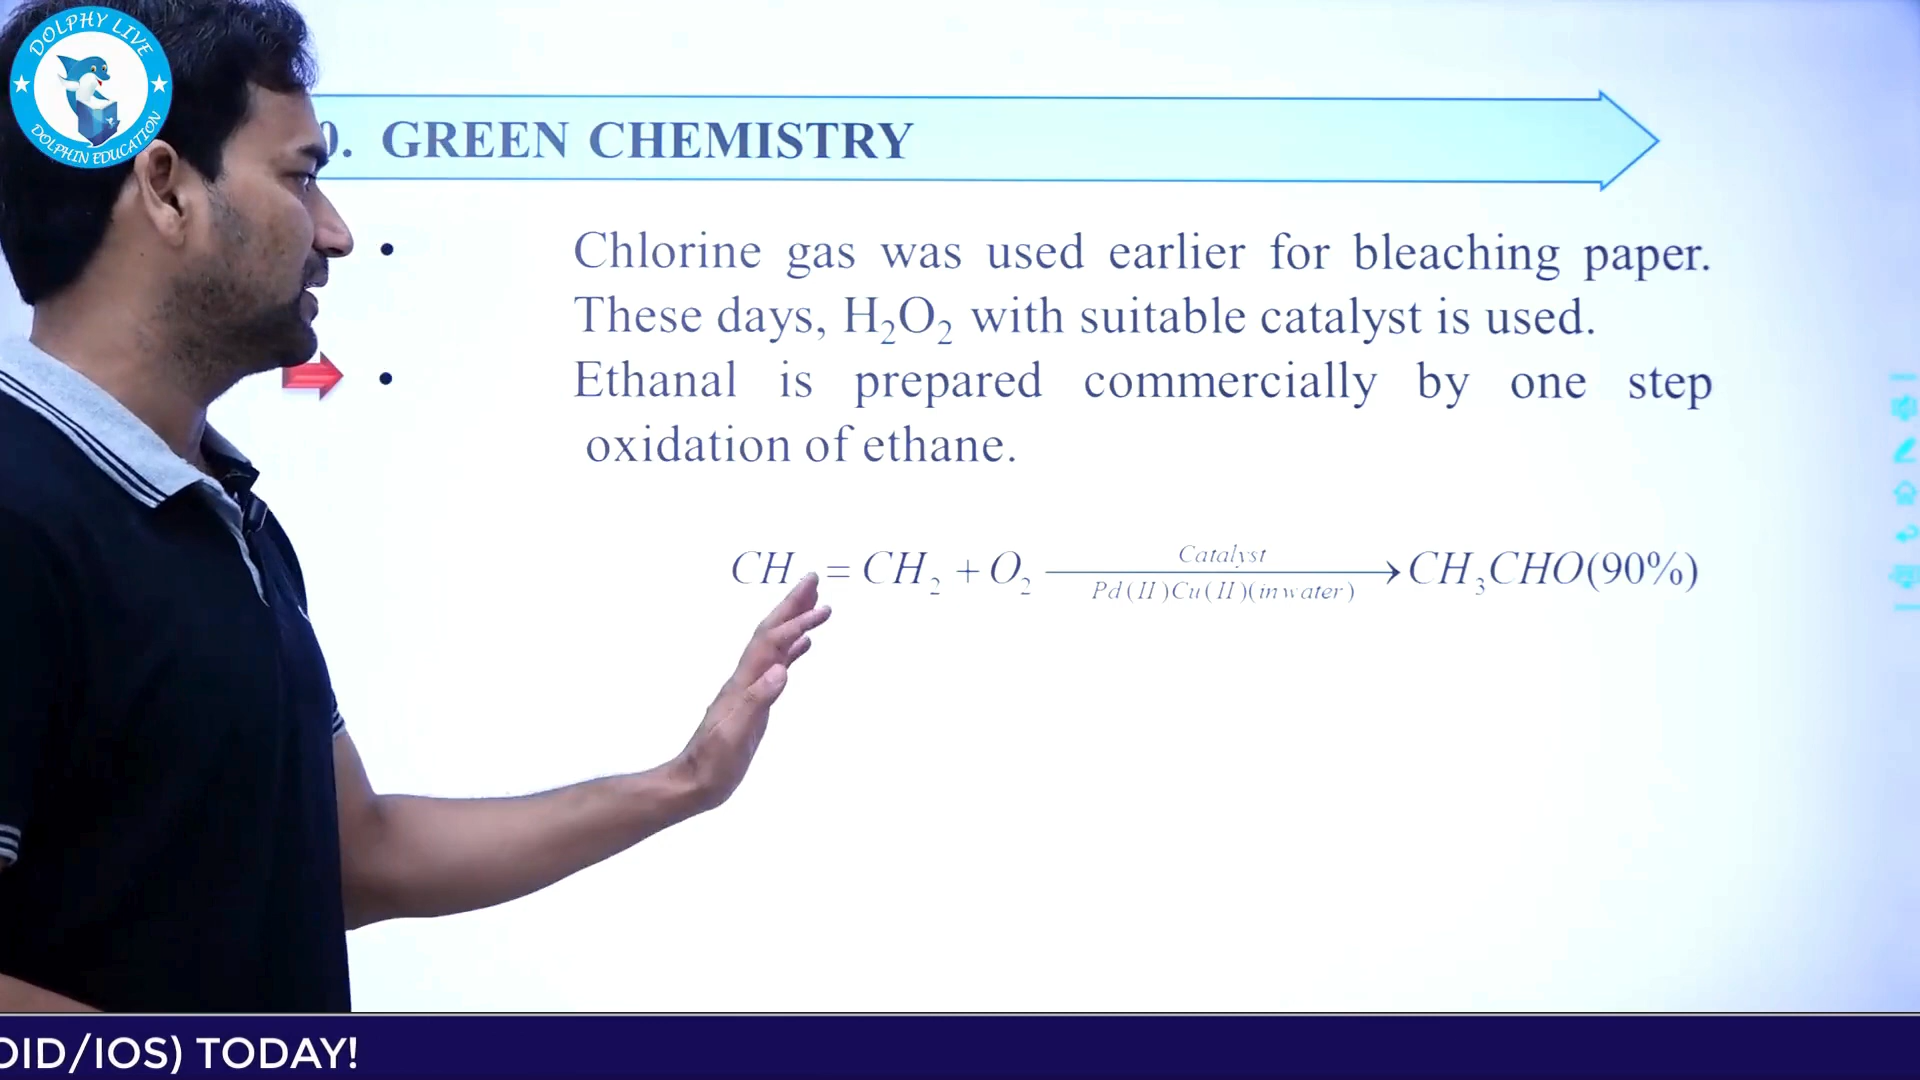 DOLPHY LIVE
DOLPHIN EDUCATION
0. GREEN CHEMISTRY
• Chlorine gas was used earlier for bleaching paper.
These days, H₂O₂ with suitable catalyst is used.
• Ethanal is prepared commercially by one step
oxidation of ethane.
Catalyst
CH = CH₂ + O₂ → CH₃CHO(90%)
Pd(II)Cu(II)(in water)
OID/IOS) TODAY!